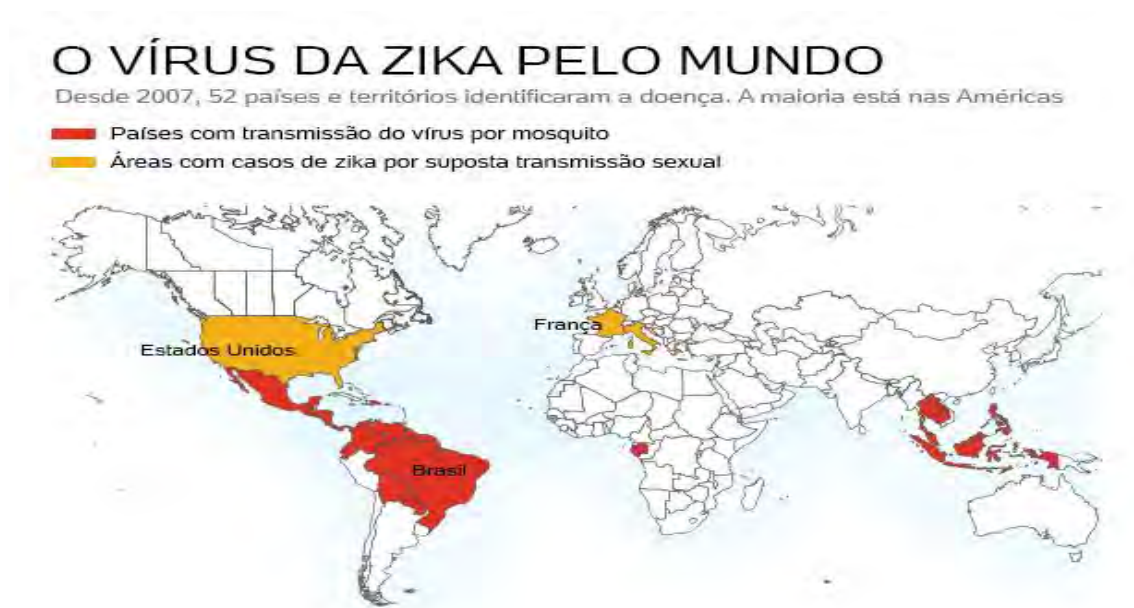 O VÍRUS DA ZIKA PELO MUNDO
Desde 2007, 52 países e territórios identificaram a doença. A maioria está nas Américas
Países com transmissão do vírus por mosquito
Áreas com casos de zika por suposta transmissão sexual
França
Estados Unidos
Brasil